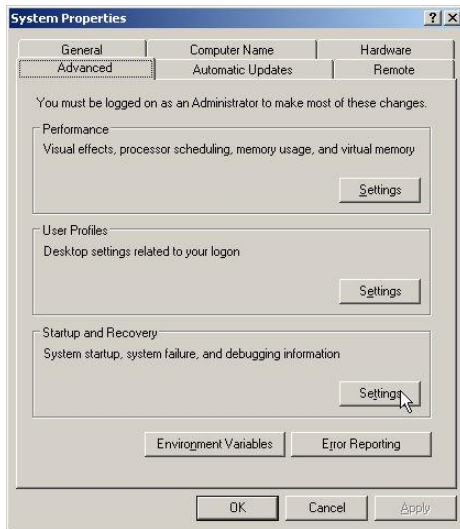 System Properties
General Computer Name Hardware
Advanced Automatic Updates Remote
You must be logged on as an Administrator to make most of these changes.
Performance
Visual effects, processor scheduling, memory usage, and virtual memory
Settings
User Profiles
Desktop settings related to your logon
Settings
Startup and Recovery
System startup, system failure, and debugging information
Settings
Environment Variables Error Reporting
OK Cancel Apply